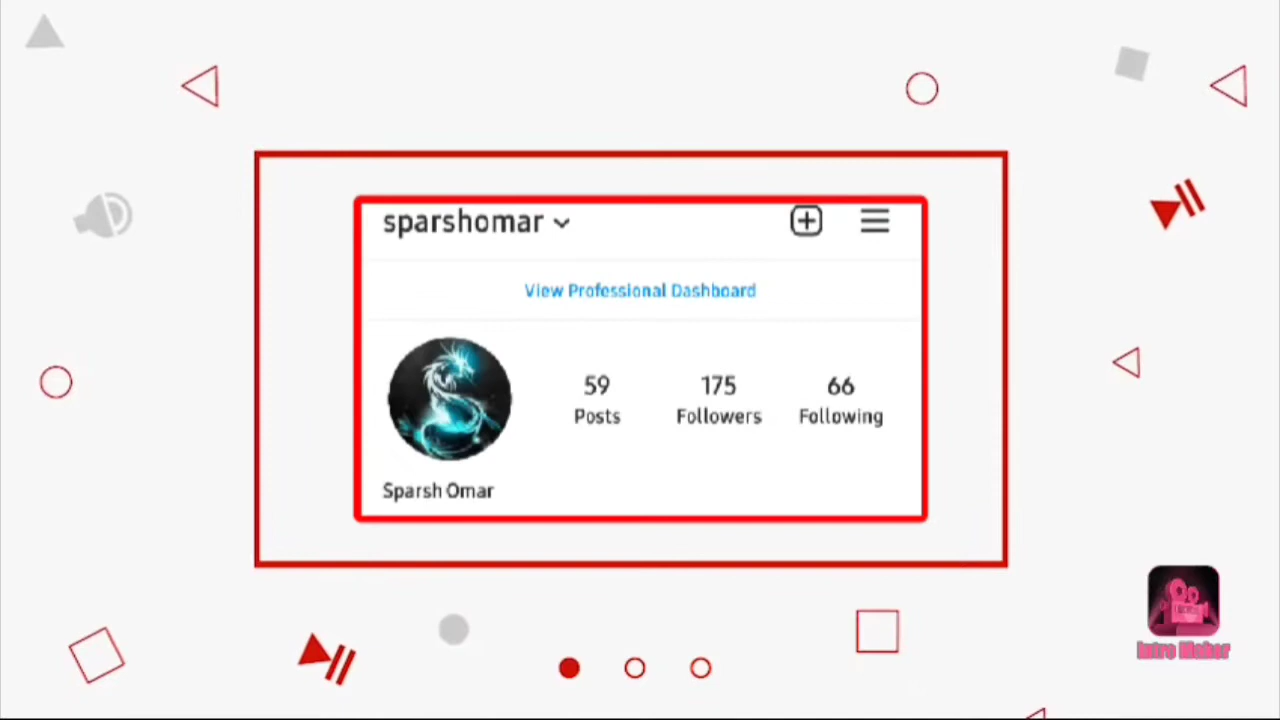 sparshomar
View Professional Dashboard
59 175 66
Posts Followers Following
Sparsh Omar
Intro Maker